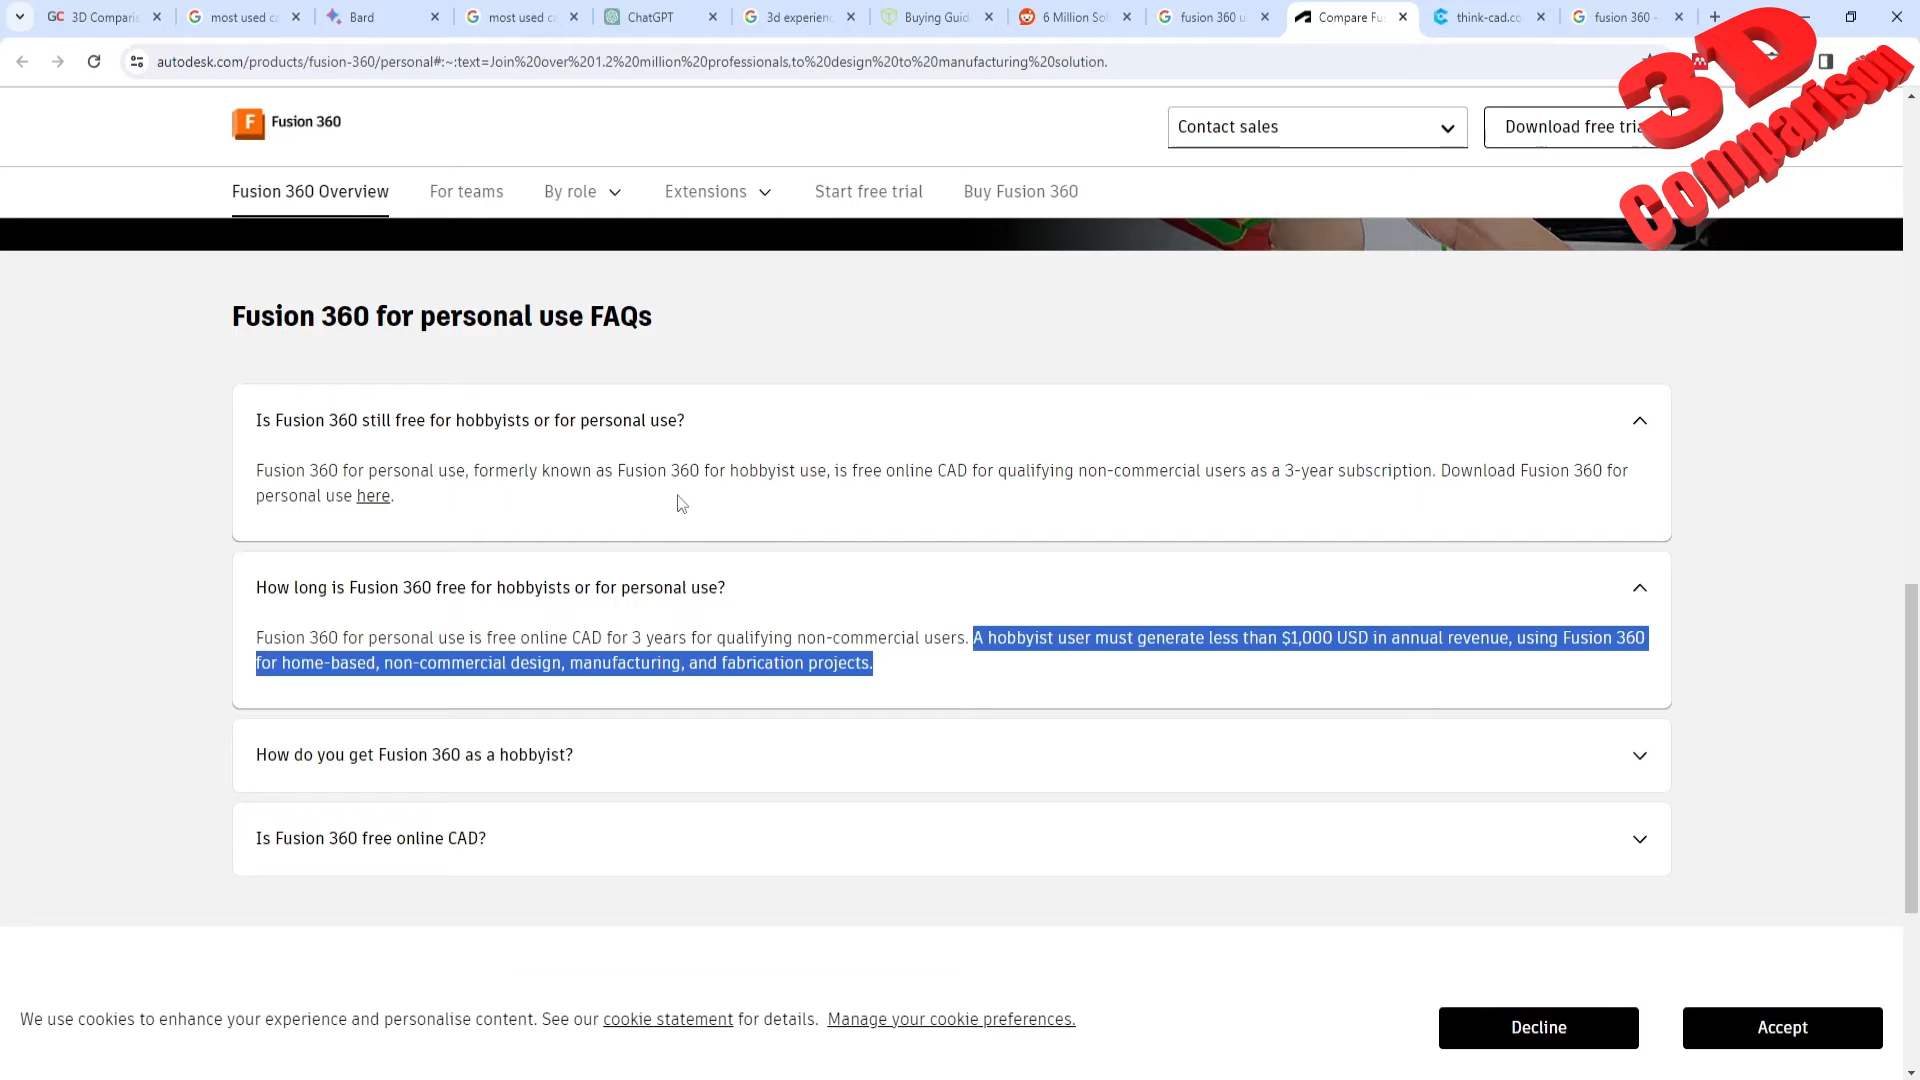 3D Comparis
most used c
Bard
most used c
ChatGPT
3d experien
Buying Guid
6 Million Sol
fusion 360 u
Compare Fu
think-cad.co
fusion 360 -
autodesk.com/products/fusion-360/personal#:~:text=Join%20over%201.2%20million%20professionals,to%20design%20to%20manufacturing%20solution.
3D
Comparison
F Fusion 360
Contact sales
Download free tria
Fusion 360 Overview
For teams
By role
Extensions
Start free trial
Buy Fusion 360
Fusion 360 for personal use FAQs
Is Fusion 360 still free for hobbyists or for personal use?
Fusion 360 for personal use, formerly known as Fusion 360 for hobbyist use, is free online CAD for qualifying non-commercial users as a 3-year subscription. Download Fusion 360 for
personal use here.
How long is Fusion 360 free for hobbyists or for personal use?
Fusion 360 for personal use is free online CAD for 3 years for qualifying non-commercial users. A hobbyist user must generate less than $1,000 USD in annual revenue, using Fusion 360
for home-based, non-commercial design, manufacturing, and fabrication projects.
How do you get Fusion 360 as a hobbyist?
Is Fusion 360 free online CAD?
We use cookies to enhance your experience and personalise content. See our cookie statement for details. Manage your cookie preferences.
Decline
Accept